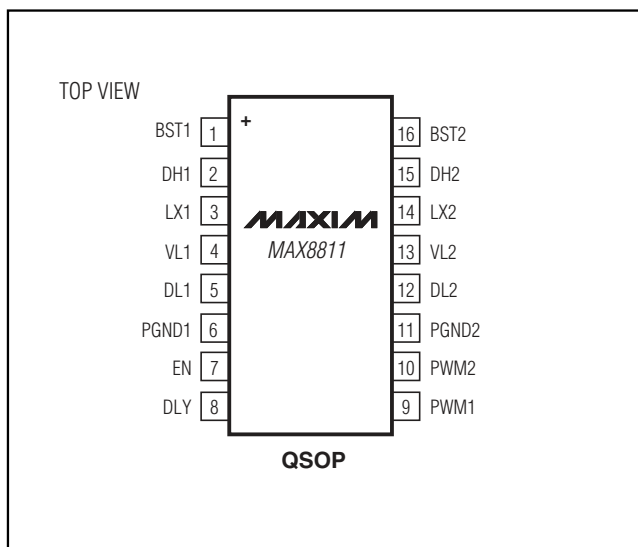 TOP VIEW
BST1 1 + 16 BST2
DH1 2 15 DH2
LX1 3 MAXIM 14 LX2
VL1 4 MAX8811 13 VL2
DL1 5 12 DL2
PGND1 6 11 PGND2
EN 7 10 PWM2
DLY 8 9 PWM1
QSOP